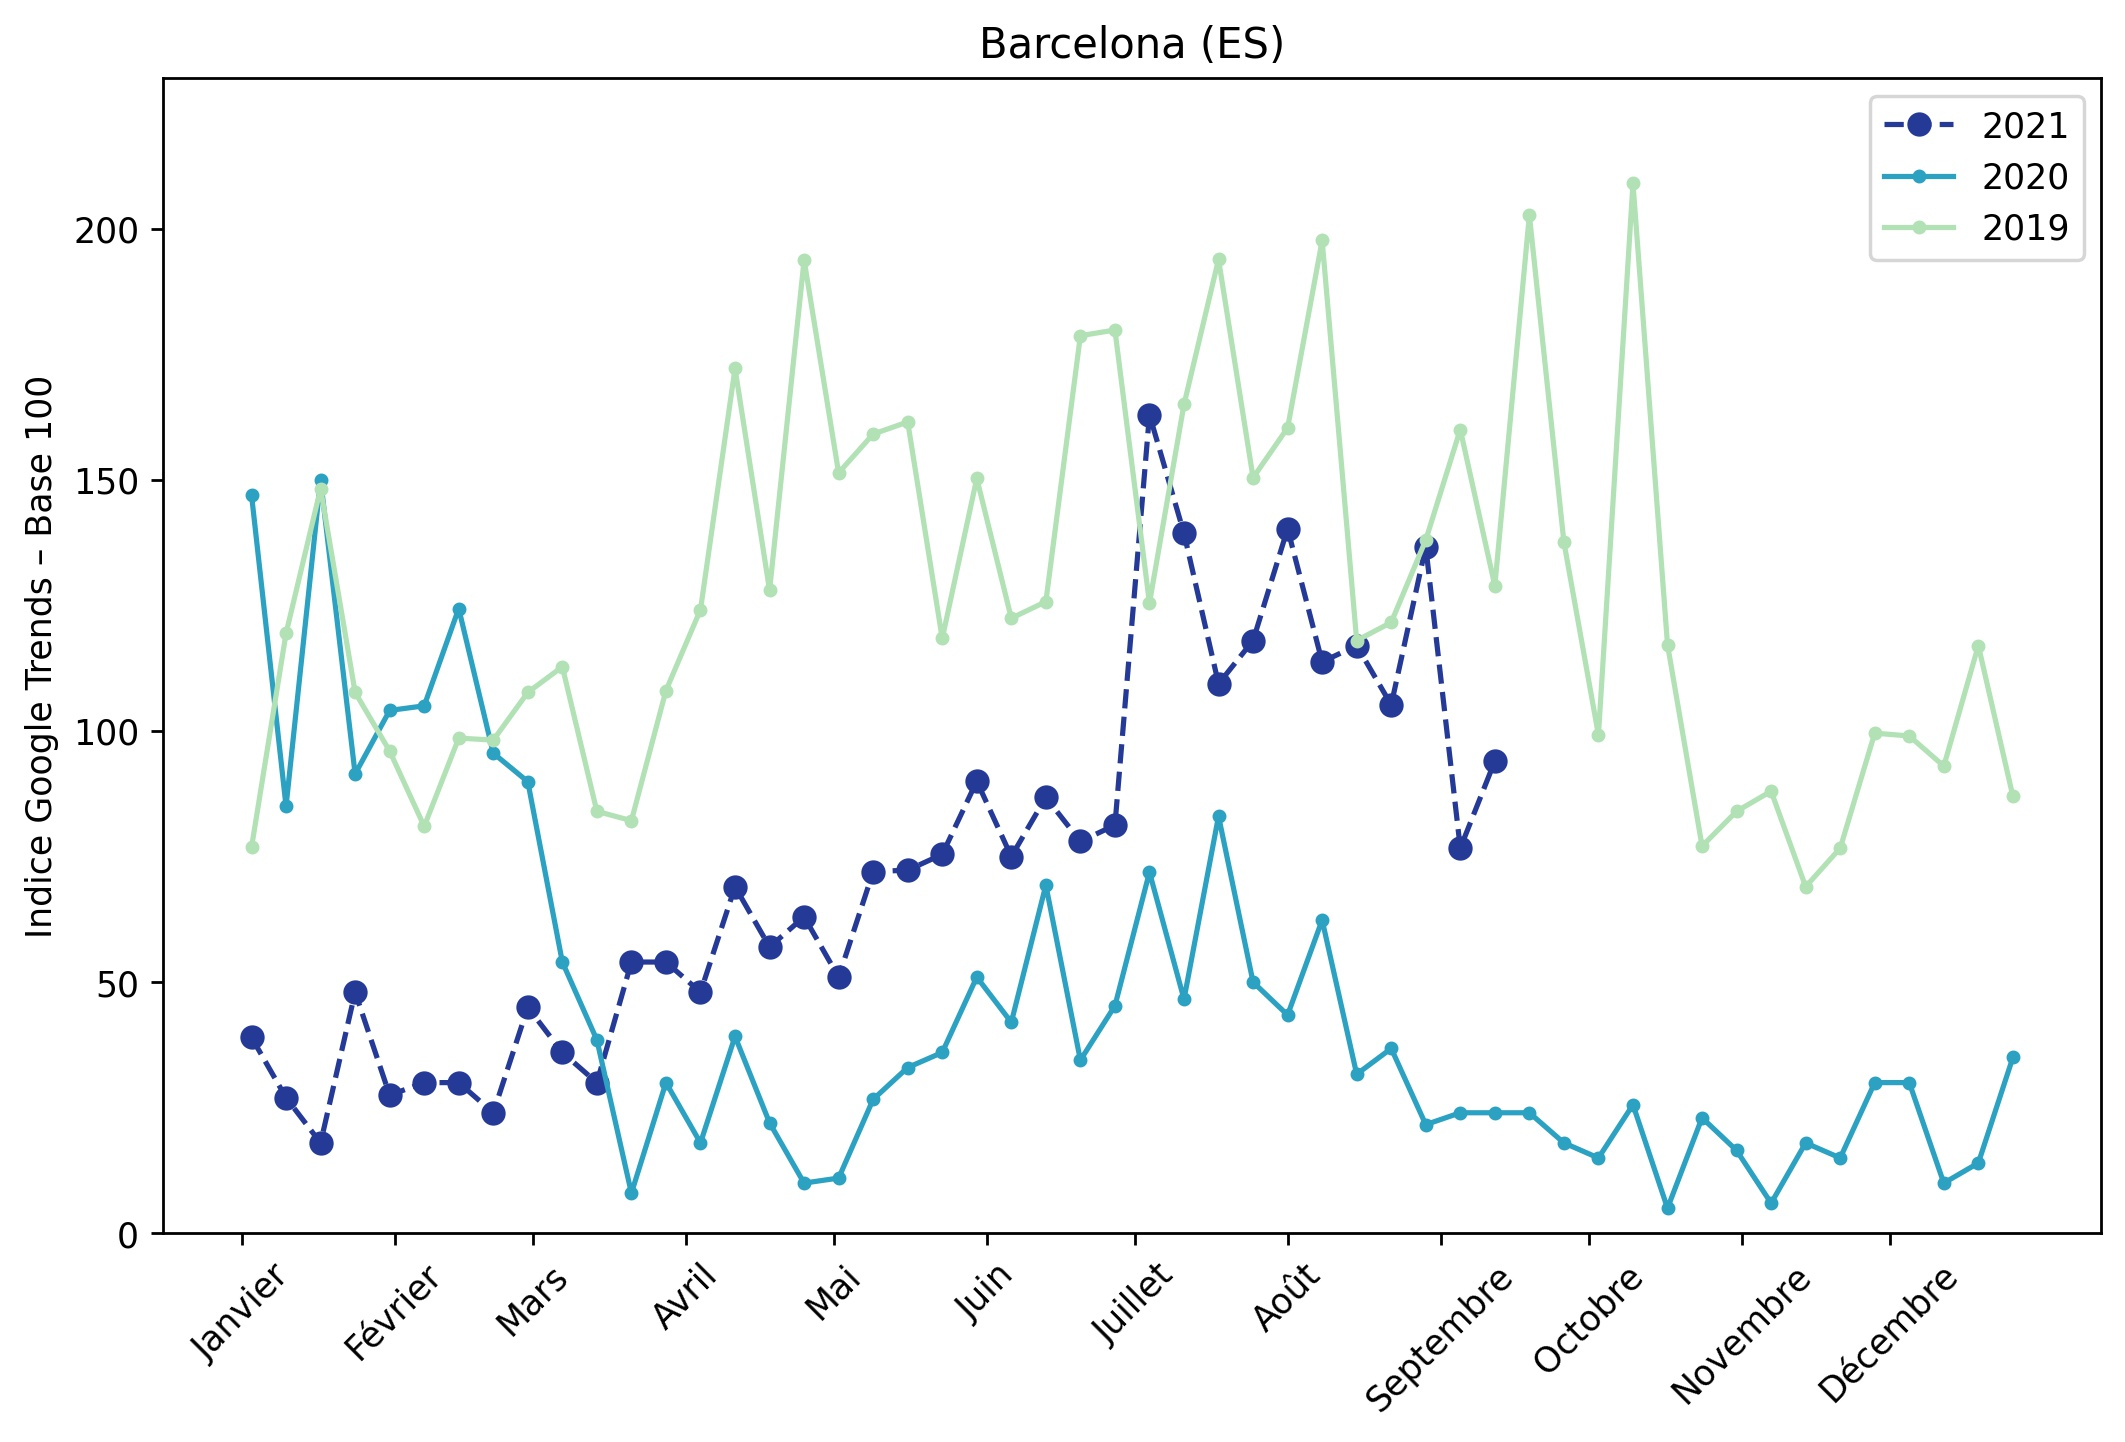 Barcelona (ES)
2021
2020
2019
Indice Google Trends – Base 100
200
150
100
50
0
Janvier
Février
Mars
Avril
Mai
Juin
Juillet
Août
Septembre
Octobre
Novembre
Décembre